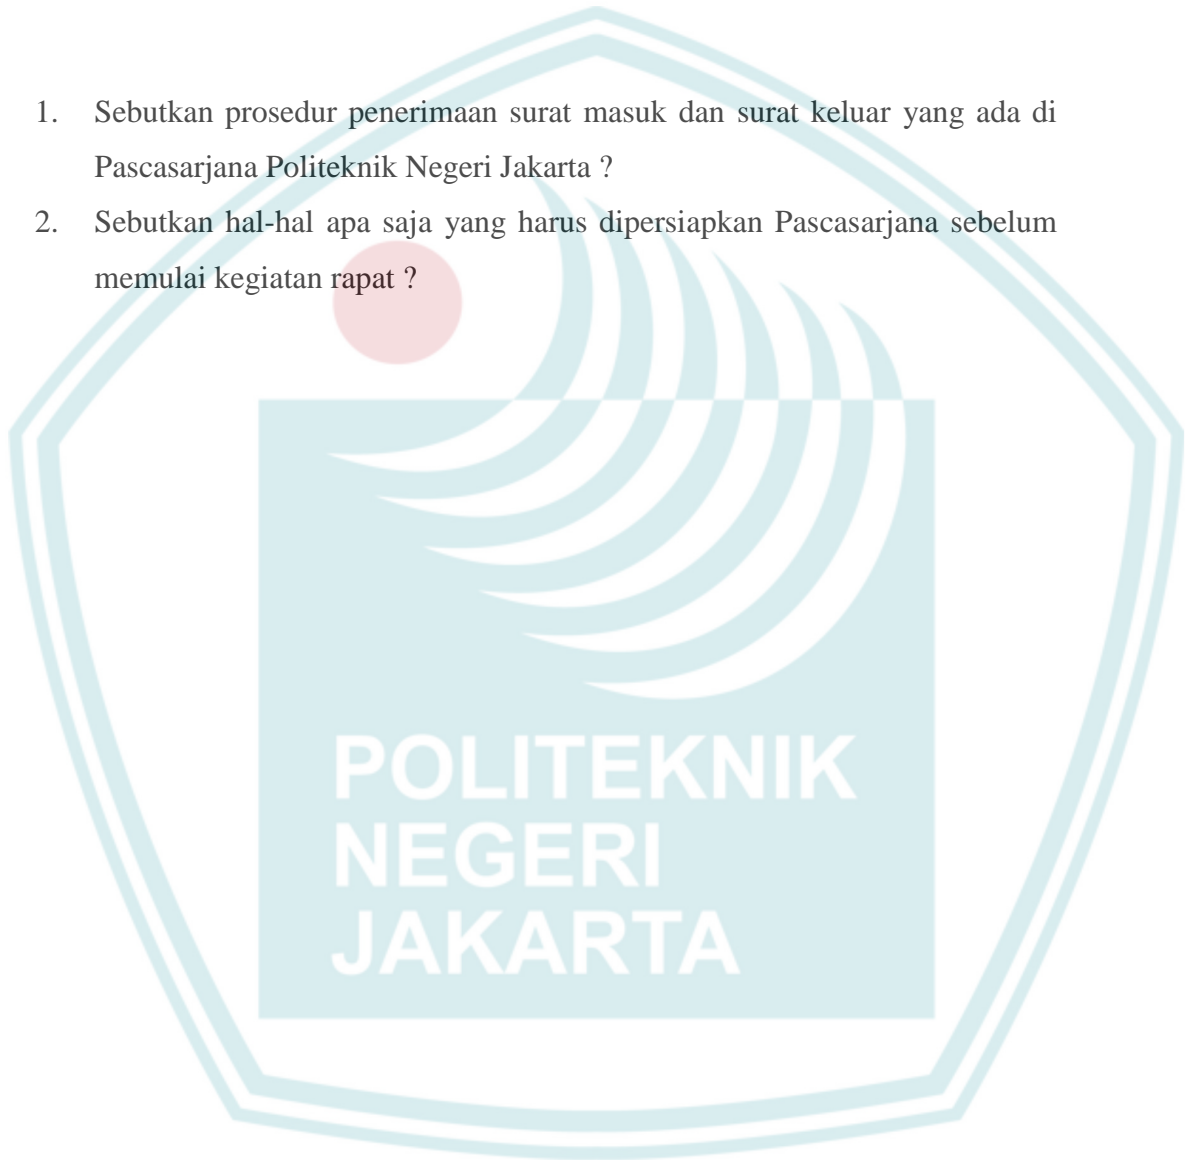 1. Sebutkan prosedur penerimaan surat masuk dan surat keluar yang ada di
Pascasarjana Politeknik Negeri Jakarta ?
2. Sebutkan hal-hal apa saja yang harus dipersiapkan Pascasarjana sebelum
memulai kegiatan rapat ?
POLITEKNIK
NEGERI
JAKARTA